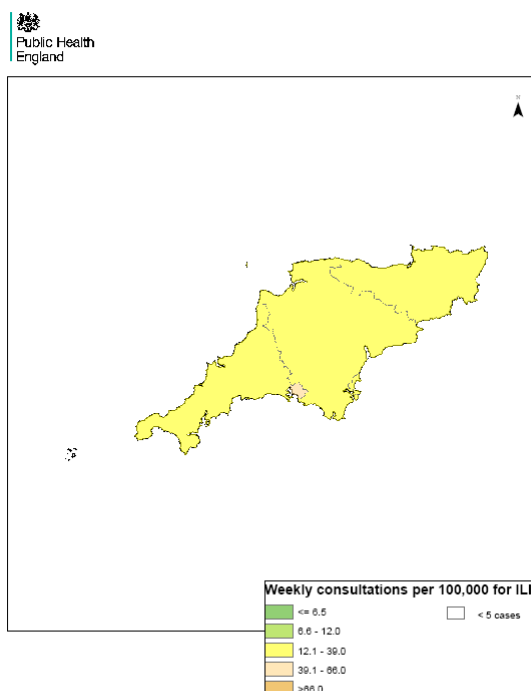 Public Health
England
N
Weekly consultations per 100,000 for ILI
<= 6.5
< 5 cases
6.6 - 12.0
12.1 - 39.0
39.1 - 66.0
>66.0